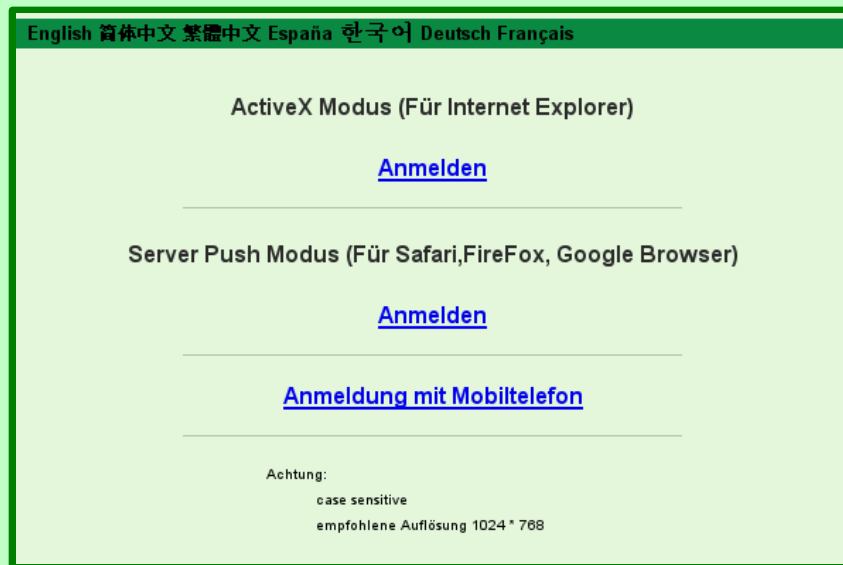 English 简体中文 繁體中文 España 한국어 Deutsch Français
ActiveX Modus (Für Internet Explorer)
Anmelden
Server Push Modus (Für Safari,FireFox, Google Browser)
Anmelden
Anmeldung mit Mobiltelefon
Achtung:
case sensitive
empfohlene Auflösung 1024 * 768